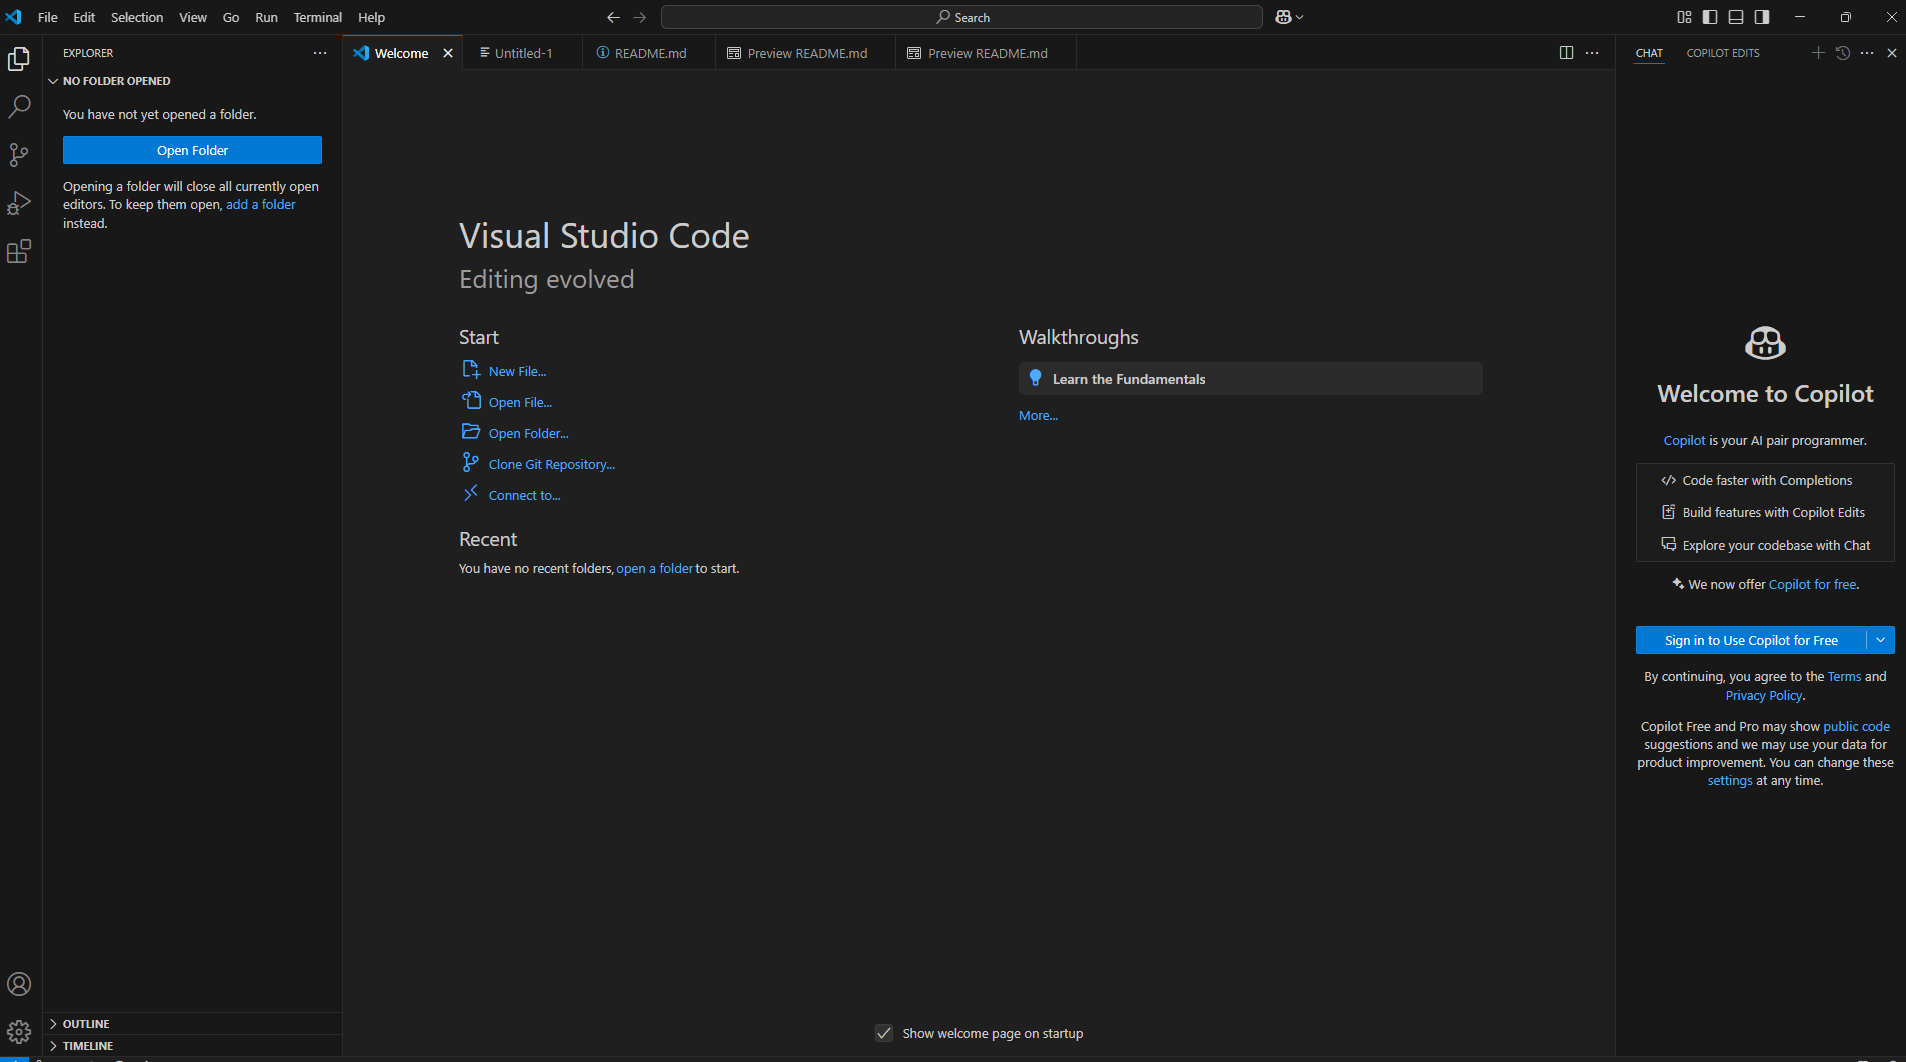 File Edit Selection View Go Run Terminal Help
Search
EXPLORER
NO FOLDER OPENED
You have not yet opened a folder.
Open Folder
Opening a folder will close all currently open
editors. To keep them open, add a folder
instead.
OUTLINE
TIMELINE
Welcome
Untitled-1
README.md
Preview README.md
Preview README.md
Visual Studio Code
Editing evolved
Start
New File...
Open File...
Open Folder...
Clone Git Repository...
Connect to...
Recent
You have no recent folders, open a folder to start.
Walkthroughs
Learn the Fundamentals
More...
Show welcome page on startup
CHAT
COPILOT EDITS
Welcome to Copilot
Copilot is your AI pair programmer.
Code faster with Completions
Build features with Copilot Edits
Explore your codebase with Chat
We now offer Copilot for free.
Sign in to Use Copilot for Free
By continuing, you agree to the Terms and
Privacy Policy.
Copilot Free and Pro may show public code
suggestions and we may use your data for
product improvement. You can change these
settings at any time.